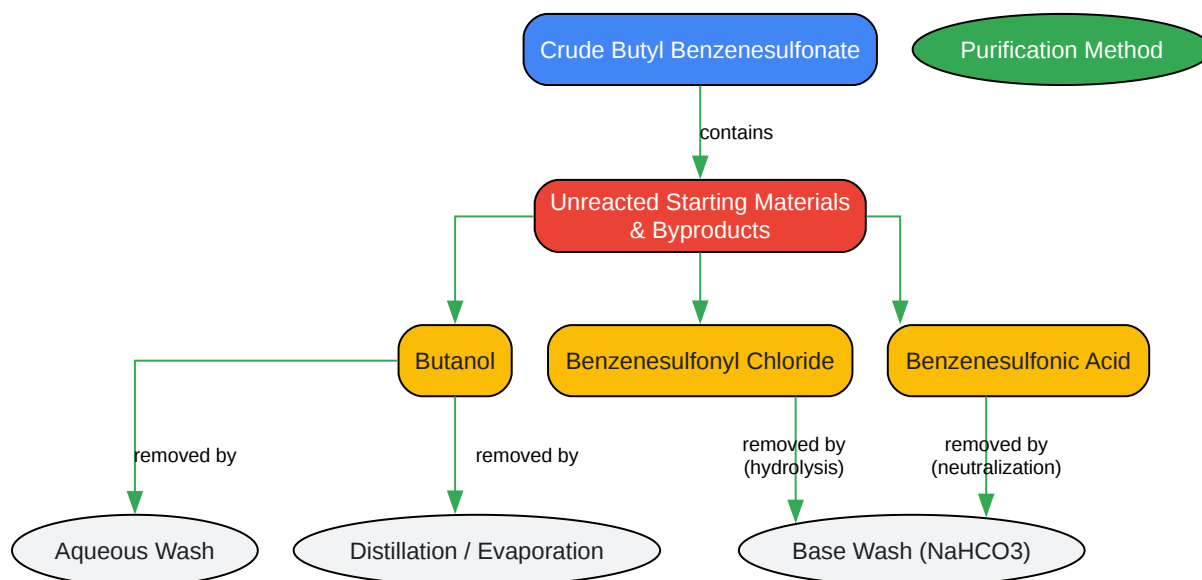 Crude Butyl Benzenesulfonate
Purification Method
contains
Unreacted Starting Materials
& Byproducts
Butanol
Benzenesulfonyl Chloride
Benzenesulfonic Acid
removed by
removed by
removed by
(hydrolysis)
removed by
(neutralization)
Aqueous Wash
Distillation / Evaporation
Base Wash (NaHCO3)